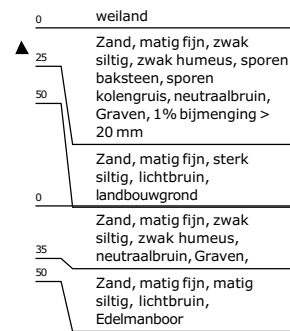 0 weiland
Zand, matig fijn, zwak
siltig, zwak humeus, sporen
25 baksteen, sporen
kolengruis, neutraalbruin,
50 Graven, 1% bijmenging >
20 mm
Zand, matig fijn, sterk
siltig, lichtbruin,
0 landbouwgrond
Zand, matig fijn, zwak
siltig, zwak humeus,
35 neutraalbruin, Graven,
50 Zand, matig fijn, matig
siltig, lichtbruin,
Edelmanboor